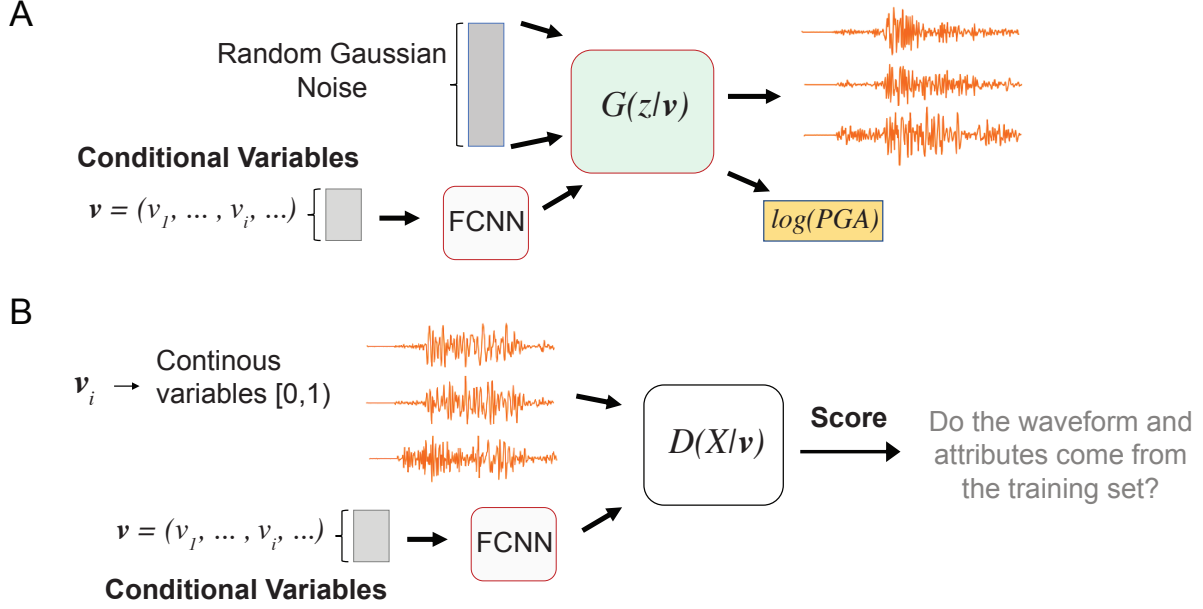 A
Random Gaussian
Noise
G(z/v)
Conditional Variables
v = (v1, ... , vi, ...)
FCNN
log(PGA)
B
vi → Continous
variables [0,1)
D(X/v)
Score
Do the waveform and
attributes come from
the training set?
v = (v1, ... , vi, ...)
FCNN
Conditional Variables